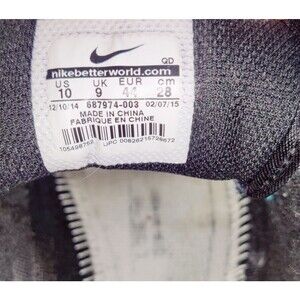 QD
nikebetterworld.com
US UK EUR cm
10 9 44 28
12/10/14 687974-003 02/07/15
MADE IN CHINA
FABRIQUE EN CHINE